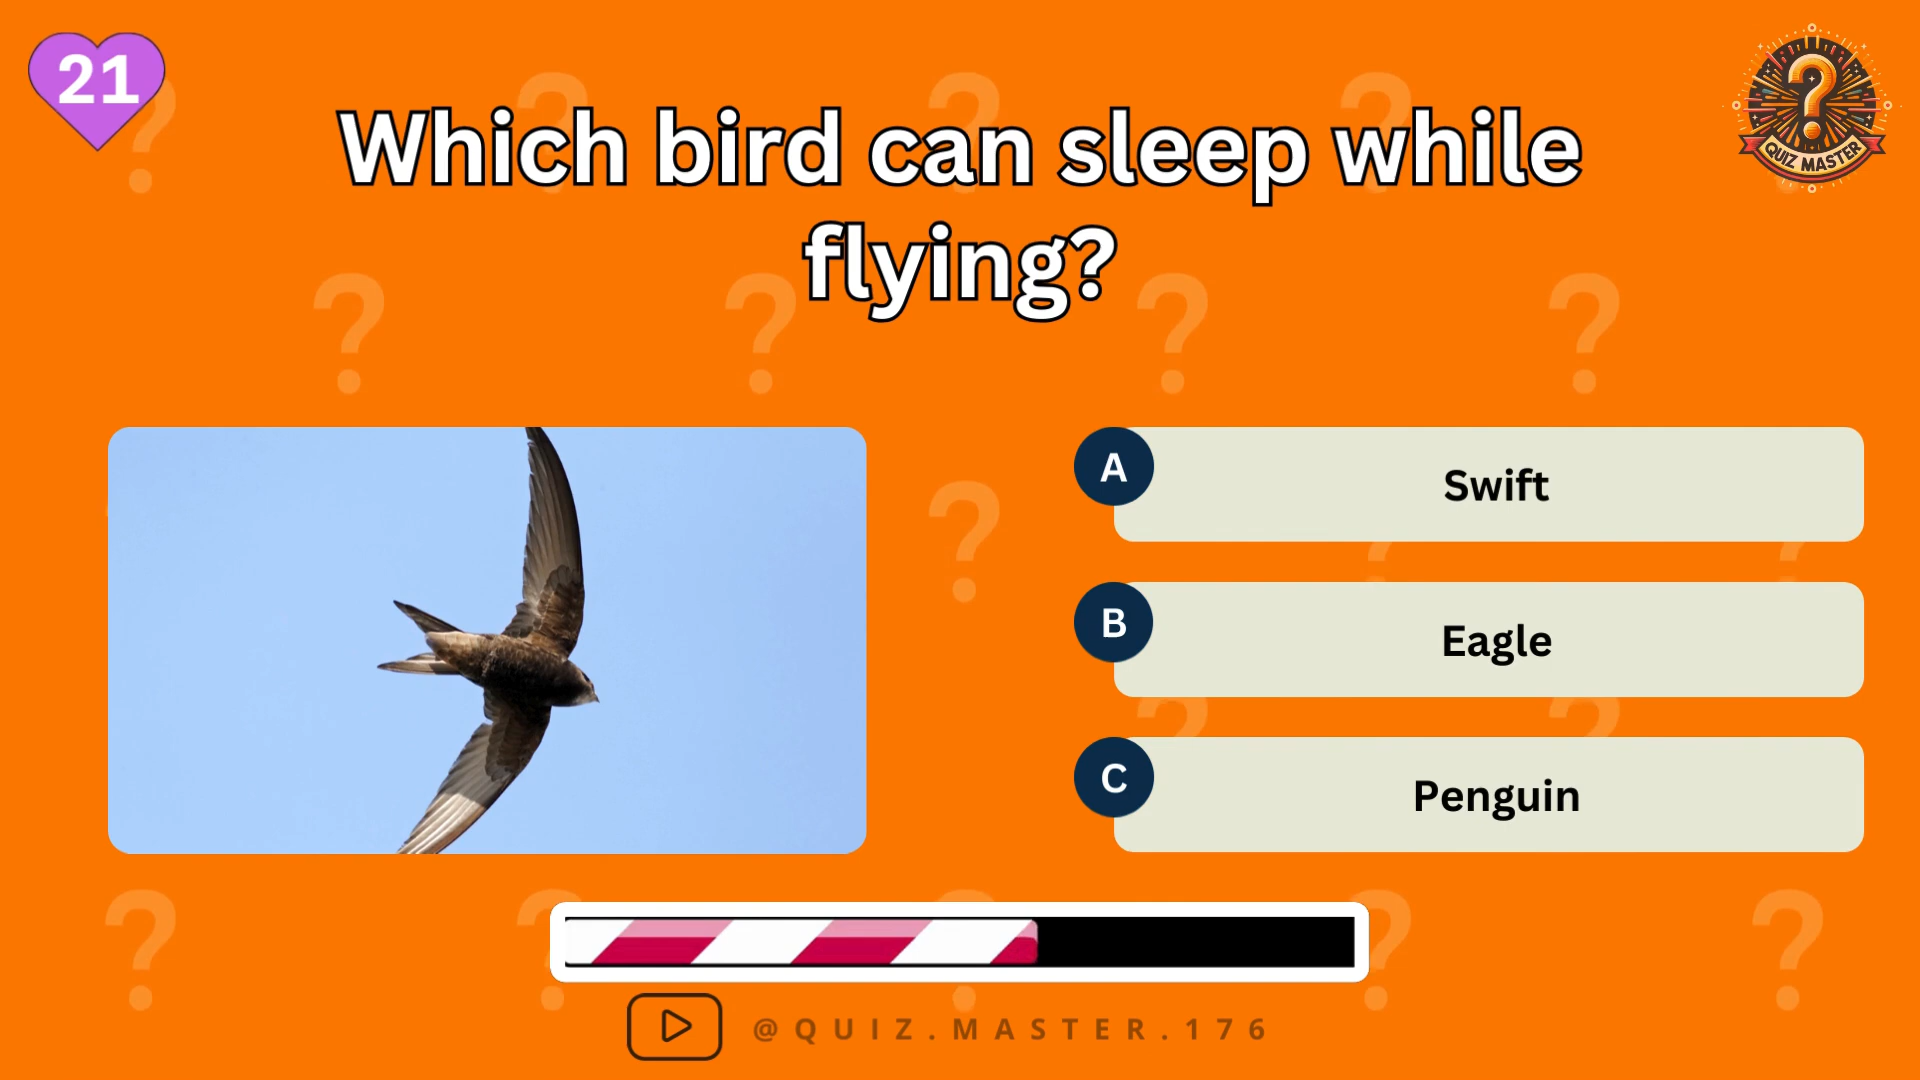 21
QUIZ MASTER
Which bird can sleep while
flying?
A
Swift
B
Eagle
C
Penguin
@QUIZ.MASTER.176